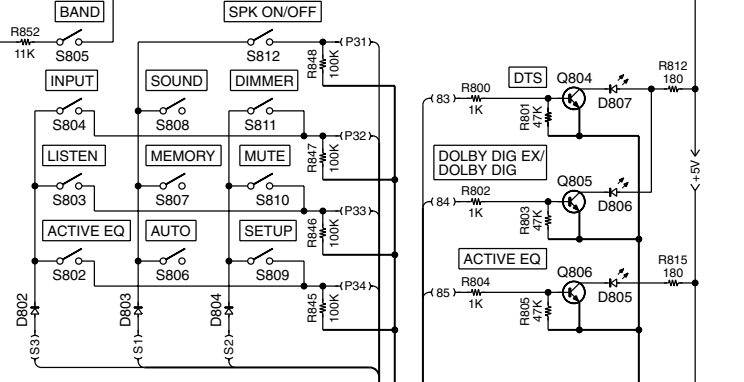 BAND
SPK ON/OFF
R852
11K
S805
S812
P31
R848
100K
INPUT
SOUND
DIMMER
S804
S808
S811
P32
R847
100K
LISTEN
MEMORY
MUTE
S803
S807
S810
P33
R846
100K
ACTIVE EQ
AUTO
SETUP
S802
S806
S809
P34
R845
100K
D802
D803
D804
S3
S1
S2
DTS
Q804
R812
180
83
R800
1K
R801
47K
D807
DOLBY DIG EX/
DOLBY DIG
Q805
84
R802
1K
R803
47K
D806
+5V
ACTIVE EQ
Q806
R815
180
85
R804
1K
R805
47K
D805